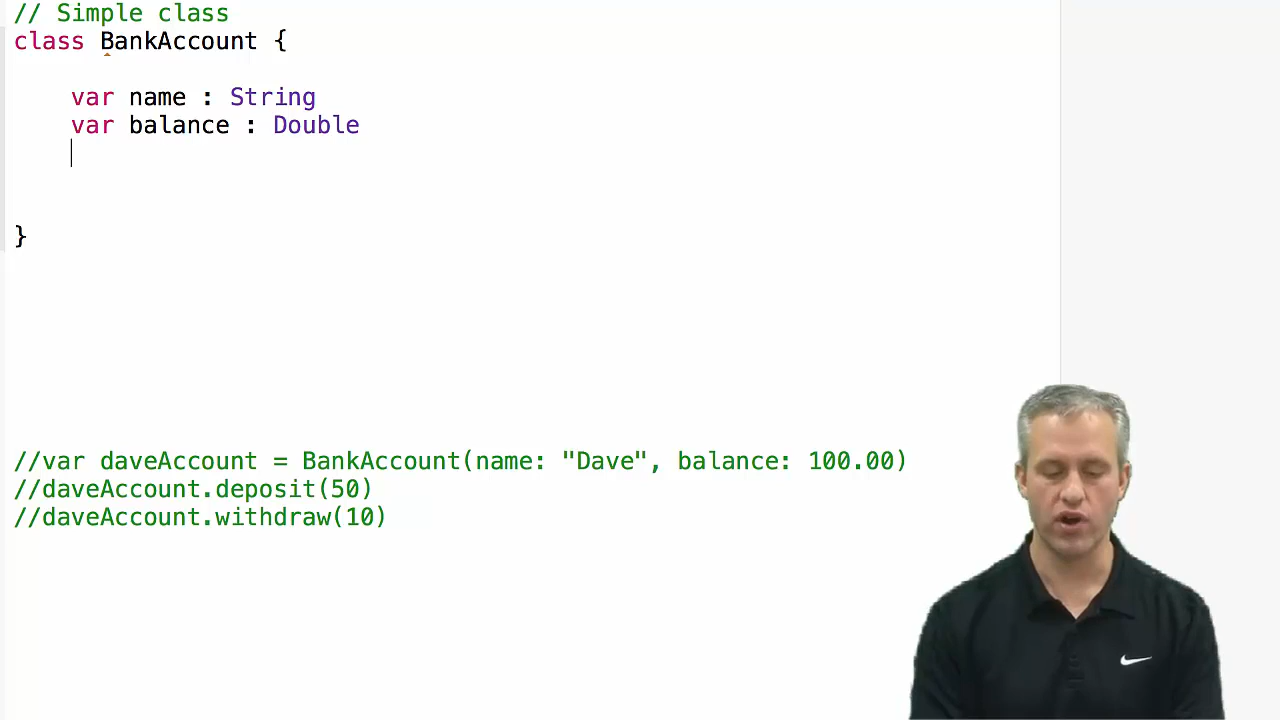 // Simple class
class BankAccount {
var name : String
var balance : Double
}
//var daveAccount = BankAccount(name: "Dave", balance: 100.00)
//daveAccount.deposit(50)
//daveAccount.withdraw(10)